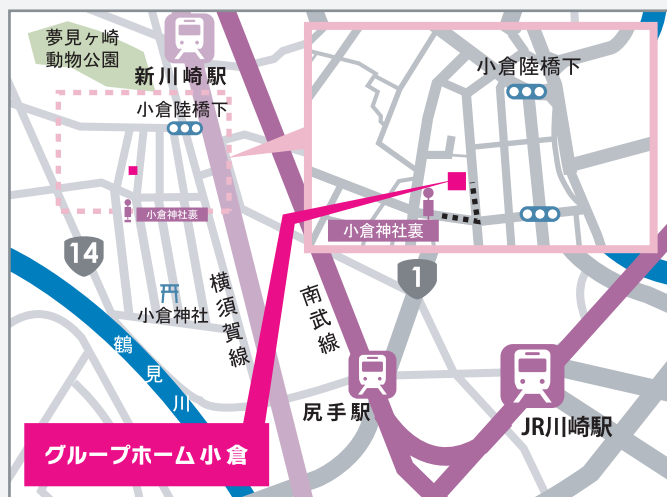 夢見ヶ崎
動物公園
新川崎駅
小倉陸橋下
小倉神社裏
14
小倉神社
鶴見川
横須賀線
南武線
小倉陸橋下
小倉神社裏
1
尻手駅
JR川崎駅
グループホーム小倉